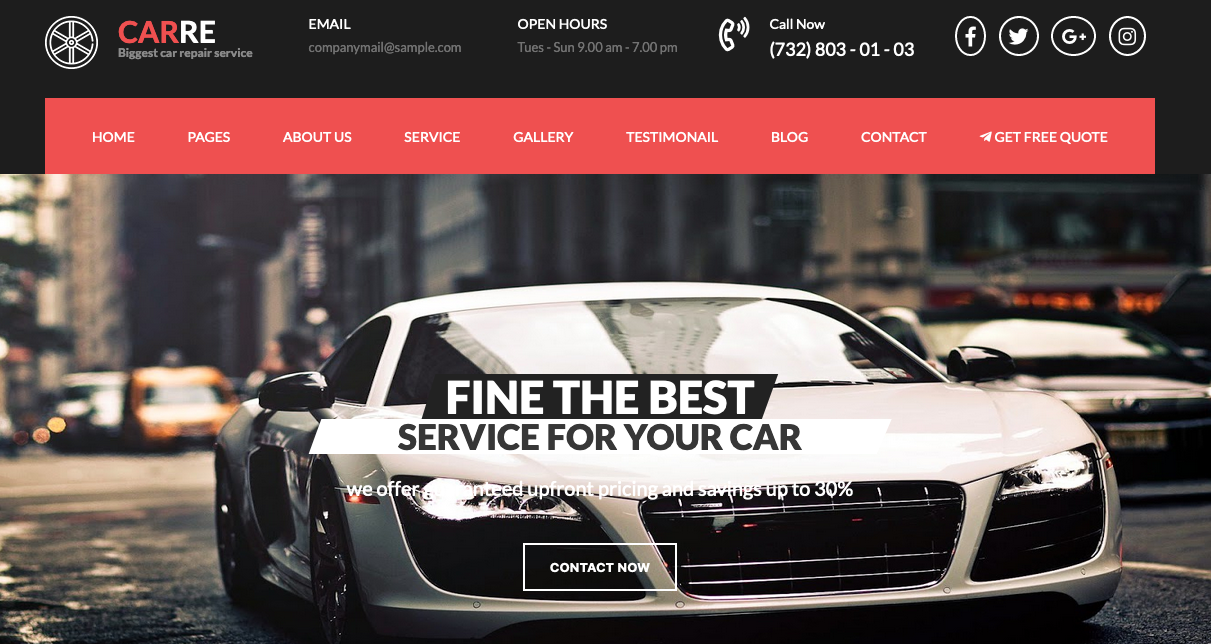 CARRE
Biggest car repair service
EMAIL
companymail@sample.com
OPEN HOURS
Tues - Sun 9.00 am - 7.00 pm
Call Now
(732) 803 - 01 - 03
HOME PAGES ABOUT US SERVICE GALLERY TESTIMONAIL BLOG CONTACT GET FREE QUOTE
FINE THE BEST
SERVICE FOR YOUR CAR
we offer guaranteed upfront pricing and savings up to 30%
CONTACT NOW